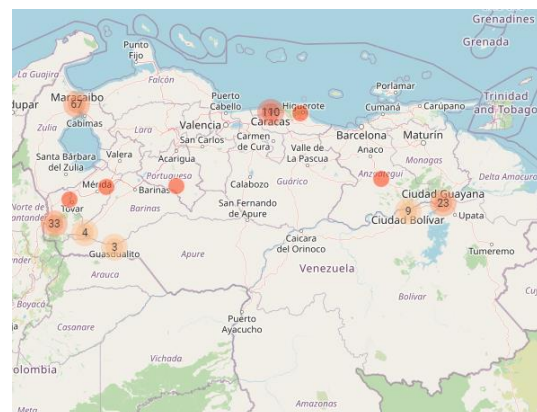 Grenadines
Grenada
Punto
Fijo
La Guajira
Falcón
dupar
Maracaibo
67
Cabimas
Zulia
Puerto
Cabello
110
Caracas
Higuerote
Porlamar
Cumaná
Carúpano
Trinidad
and Tobago
Lara
Valencia
San Carlos
Carmen
de Cura
Valle de
La Pascua
Barcelona
Maturín
Anaco
Monagas
Santa Bárbara
del Zulia
Valera
Acarigua
Portuguesa
Mérida
Barinas
Barinas
Calabozo
Guárico
Anzoátegui
Delta Amacuro
Ciudad Guayana
23
9
Ciudad Bolívar
Upata
Norte de
Santander
Tovar
33
4
3
Guasdualito
San Fernando
de Apure
Apure
Arauca
Caicara
del Orinoco
Venezuela
Tumeremo
Bolívar
Boyacá
Casanare
Puerto
Ayacucho
olombia
Vichada
Meta
Amazonas